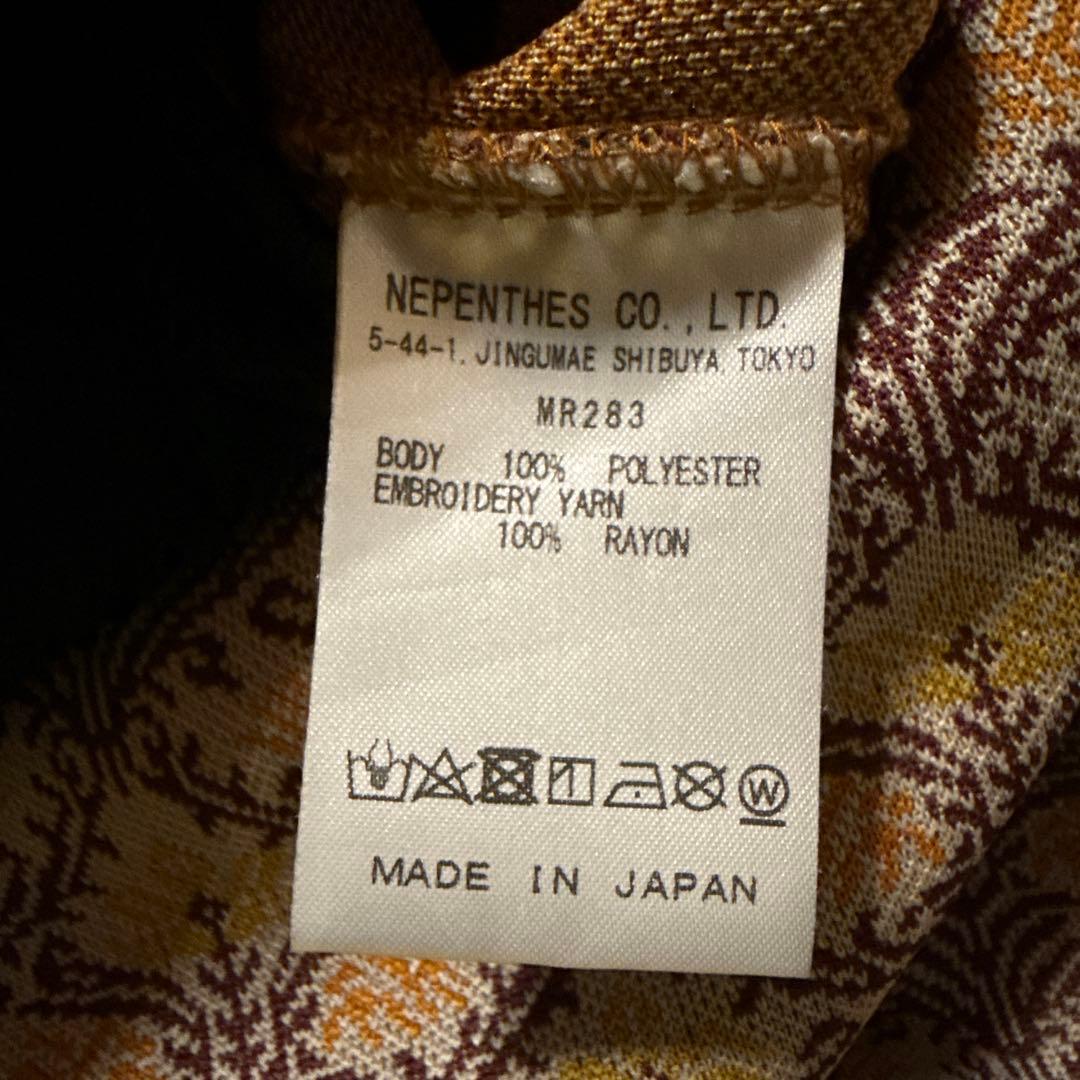 NEPENTHES CO.,LTD.
5-44-1. JINGUMAE SHIBUYA TOKYO
MR283
BODY 100% POLYESTER
EMBROIDERY YARN
100% RAYON
W
MADE IN JAPAN